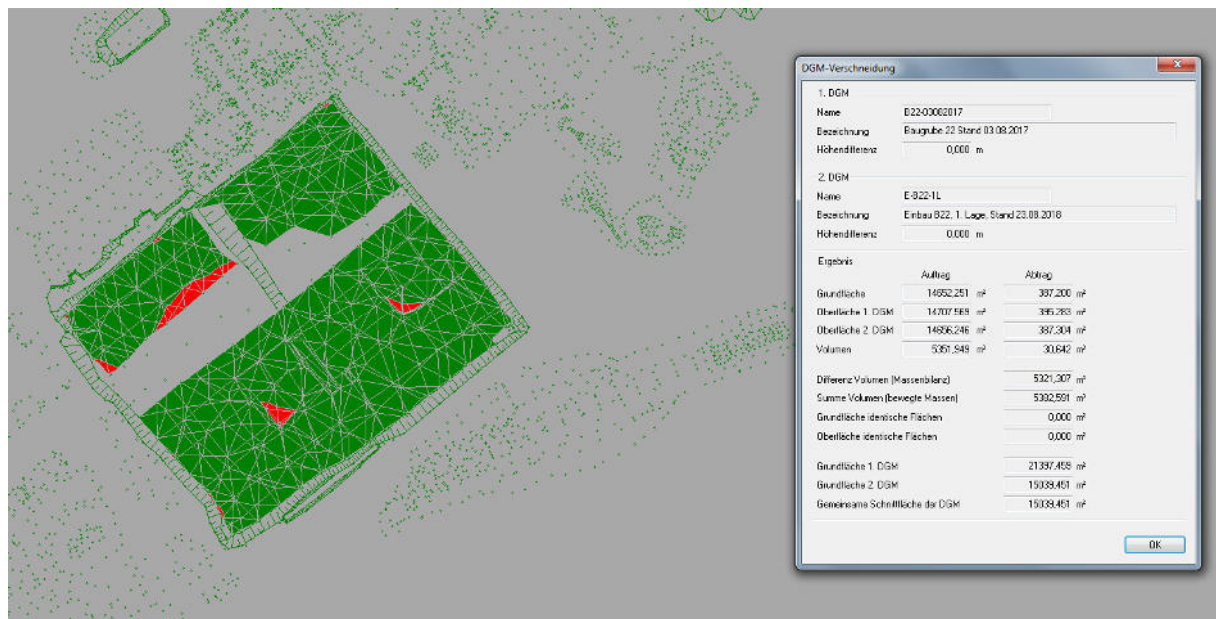 DGM-Verschneidung
1. DGM
Name B22-03082017
Bezeichnung Baugrube 22 Stand 03.08.2017
Höhendifferenz 0,000 m
2. DGM
Name E-B22-1L
Bezeichnung Einbau B22, 1. Lage, Stand 23.08.2018
Höhendifferenz 0,000 m
Ergebnis
Auftrag Abtrag
Grundfläche 14652,251 m² 387,200 m²
Oberfläche 1. DGM 14707,569 m² 395,283 m²
Oberfläche 2. DGM 14656,246 m² 387,304 m²
Volumen 5351,949 m³ 30,642 m³
Differenz Volumen (Massenbilanz) 5321,307 m³
Summe Volumen (bewegte Massen) 5382,591 m³
Grundfläche identische Flächen 0,000 m²
Oberfläche identische Flächen 0,000 m²
Grundfläche 1. DGM 21397,459 m²
Grundfläche 2. DGM 15039,451 m²
Gemeinsame Schnittfläche der DGM 15039,451 m²
OK